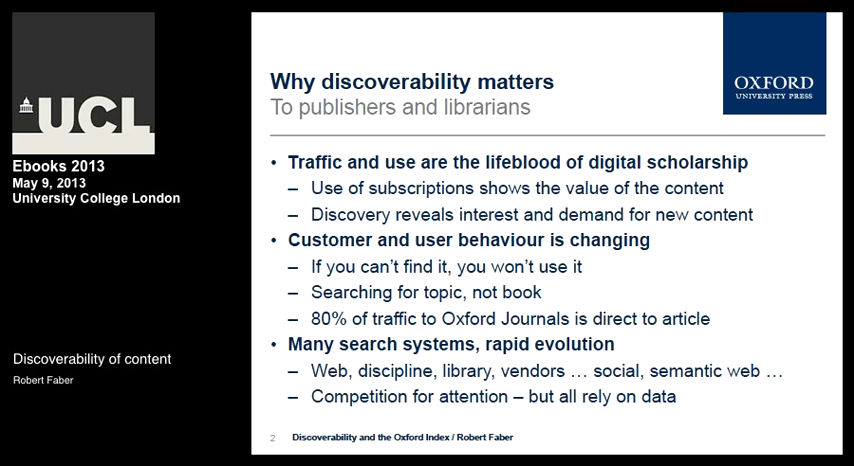 UCL
Ebooks 2013
May 9, 2013
University College London
Discoverability of content
Robert Faber
OXFORD
UNIVERSITY PRESS
Why discoverability matters
To publishers and librarians
• Traffic and use are the lifeblood of digital scholarship
– Use of subscriptions shows the value of the content
– Discovery reveals interest and demand for new content
• Customer and user behaviour is changing
– If you can't find it, you won't use it
– Searching for topic, not book
– 80% of traffic to Oxford Journals is direct to article
• Many search systems, rapid evolution
– Web, discipline, library, vendors … social, semantic web …
– Competition for attention – but all rely on data
2 Discoverability and the Oxford Index / Robert Faber